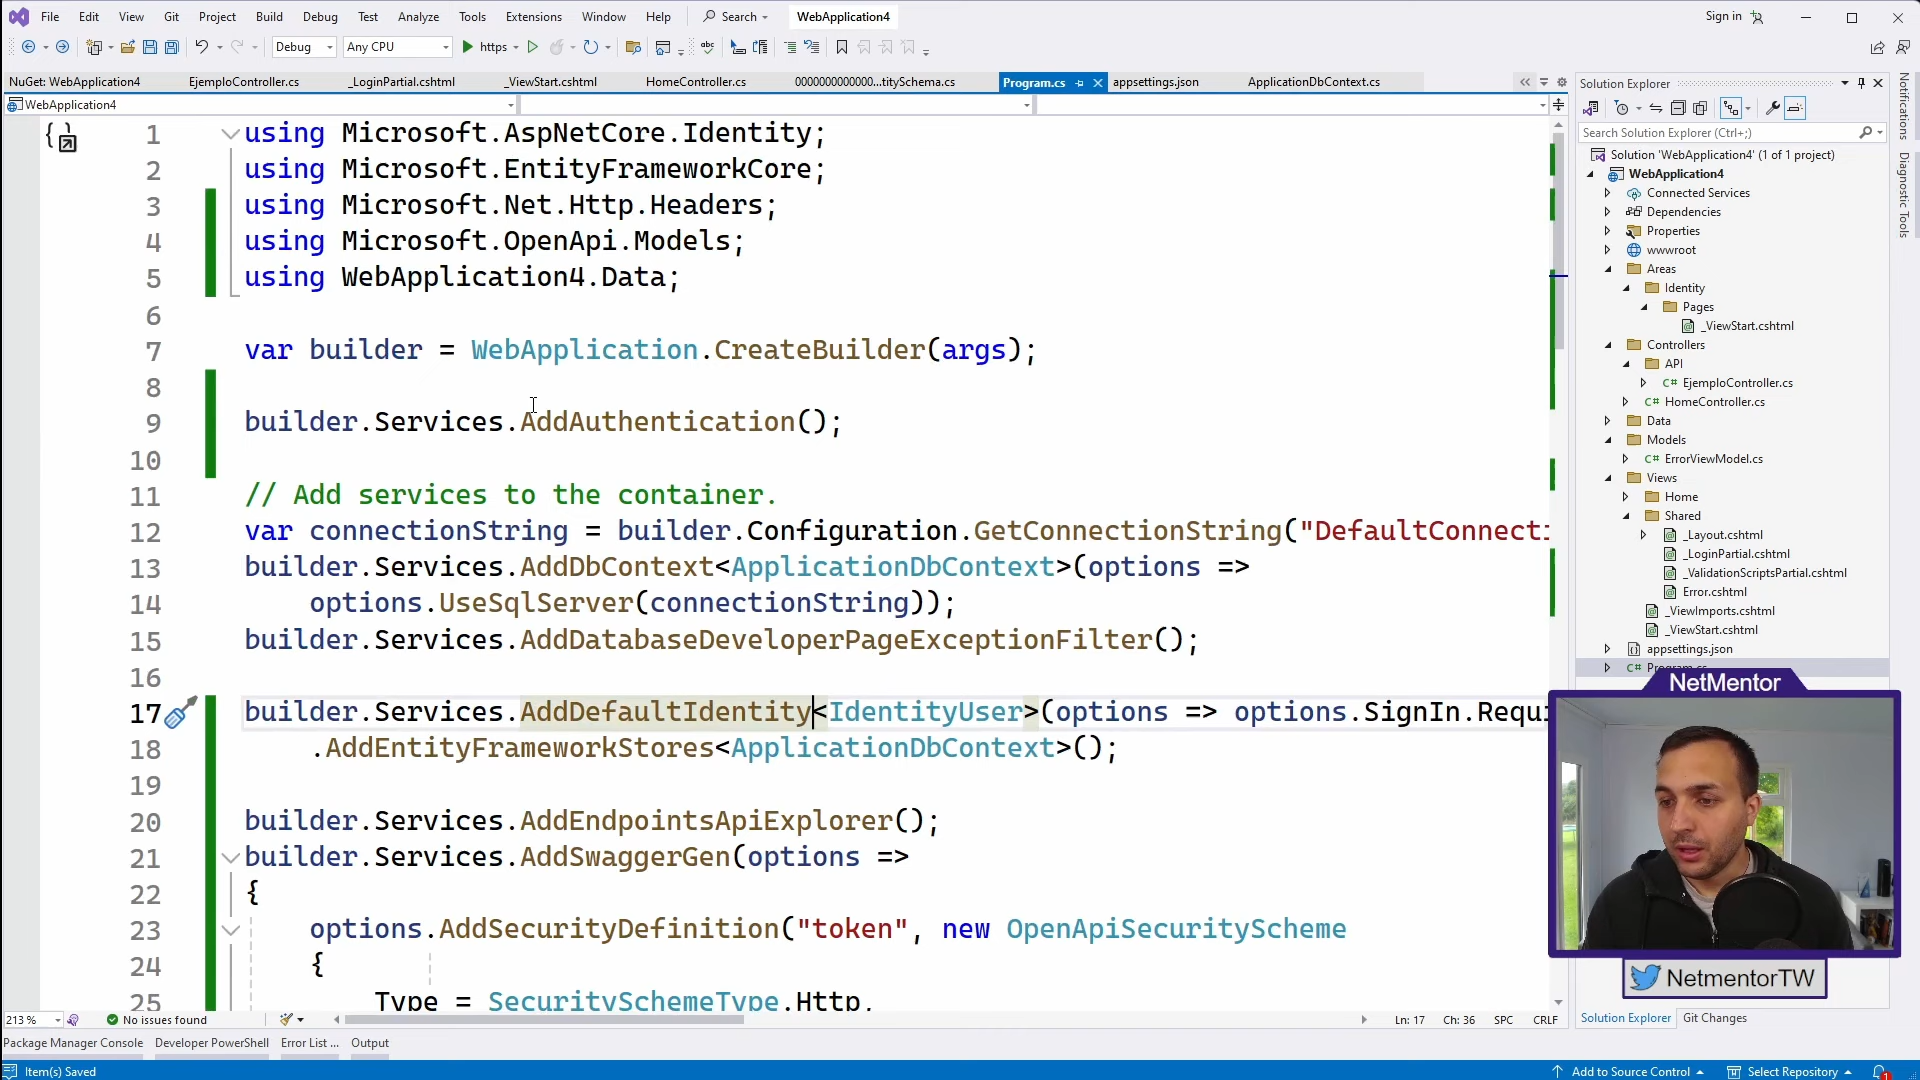 File Edit View Git Project Build Debug Test Analyze Tools Extensions Window Help Search WebApplication4 Sign in
Debug Any CPU https
NuGet: WebApplication4 EjemploController.cs _LoginPartial.cshtml _ViewStart.cshtml HomeController.cs 0000000000000...titySchema.cs Program.cs appsettings.json ApplicationDbContext.cs
WebApplication4
1 using Microsoft.AspNetCore.Identity;
2 using Microsoft.EntityFrameworkCore;
3 using Microsoft.Net.Http.Headers;
4 using Microsoft.OpenApi.Models;
5 using WebApplication4.Data;
6
7 var builder = WebApplication.CreateBuilder(args);
8
9 builder.Services.AddAuthentication();
10
11 // Add services to the container.
12 var connectionString = builder.Configuration.GetConnectionString("DefaultConnecti
13 builder.Services.AddDbContext<ApplicationDbContext>(options =>
14 options.UseSqlServer(connectionString));
15 builder.Services.AddDatabaseDeveloperPageExceptionFilter();
16
17 builder.Services.AddDefaultIdentity<IdentityUser>(options => options.SignIn.Requi
18 .AddEntityFrameworkStores<ApplicationDbContext>();
19
20 builder.Services.AddEndpointsApiExplorer();
21 builder.Services.AddSwaggerGen(options =>
22 {
23 options.AddSecurityDefinition("token", new OpenApiSecurityScheme
24 {
25 Type = SecuritySchemeType.Http,
213 % No issues found Ln: 17 Ch: 36 SPC CRLF
Package Manager Console Developer PowerShell Error List ... Output
Item(s) Saved Add to Source Control Select Repository 1
Solution Explorer
Search Solution Explorer (Ctrl+;)
Solution 'WebApplication4' (1 of 1 project)
WebApplication4
Connected Services
Dependencies
Properties
wwwroot
Areas
Identity
Pages
_ViewStart.cshtml
Controllers
API
C# EjemploController.cs
C# HomeController.cs
Data
Models
C# ErrorViewModel.cs
Views
Home
Shared
_Layout.cshtml
_LoginPartial.cshtml
_ValidationScriptsPartial.cshtml
Error.cshtml
_ViewImports.cshtml
_ViewStart.cshtml
appsettings.json
C# Program.cs
NetMentor
NetmentorTW
Solution Explorer Git Changes
Notifications
Diagnostic Tools